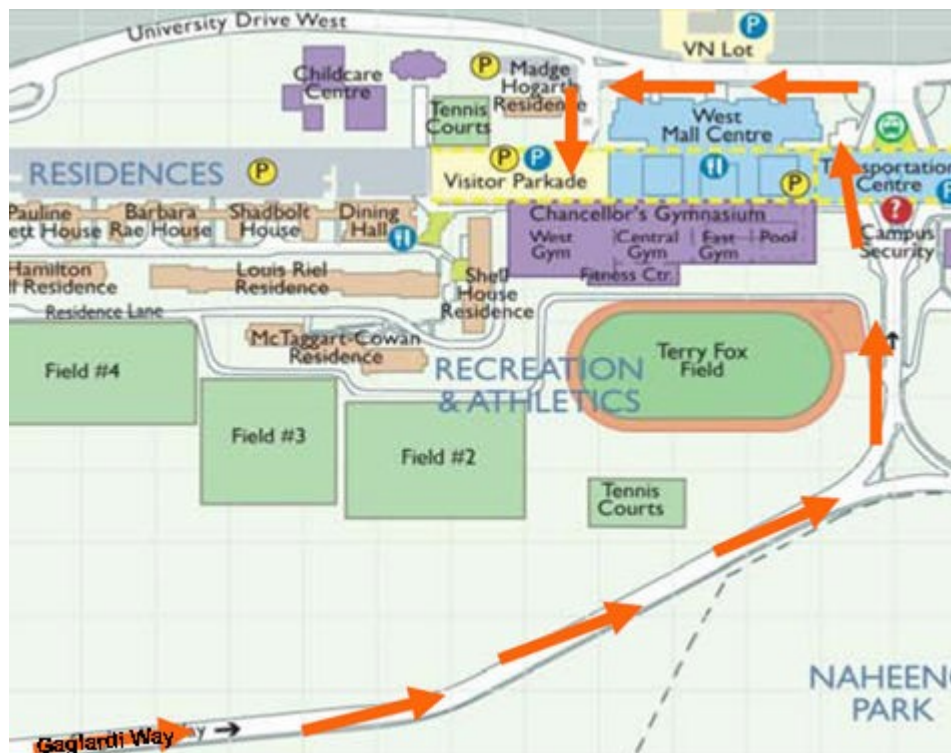 University Drive West
P
VN Lot
Childcare
Centre
P
Madge
Hogarth
Residence
Tennis
Courts
West
Mall Centre
RESIDENCES
P
P
P
Visitor Parkade
P
Transportation
Centre
?
Campus
Security
Pauline
ett House
Barbara
Rae House
Shadbolt
House
Dining
Hall
Chancellor's Gymnasium
West
Gym
Central
Gym
East
Gym
Pool
Fitness Ctr.
Hamilton
Residence
Louis Riel
Residence
Shell
House
Residence
Residence Lane
McTaggart-Cowan
Residence
Terry Fox
Field
RECREATION
& ATHLETICS
Field #4
Field #3
Field #2
Tennis
Courts
NAHEENO
PARK
Gaglardi Way